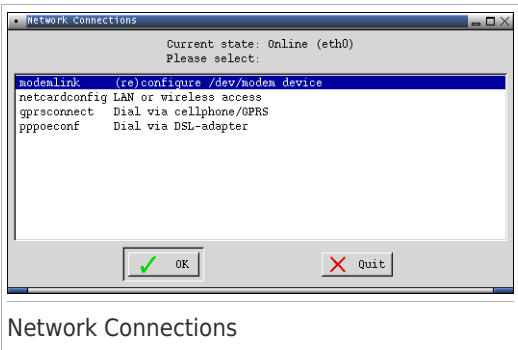 Network Connections
Current state: Online (eth0)
Please select:
modemlink (re)configure /dev/modem device
netcardconfig LAN or wireless access
gprsconnect Dial via cellphone/GPRS
pppoeconf Dial via DSL-adapter
OK Quit
Network Connections